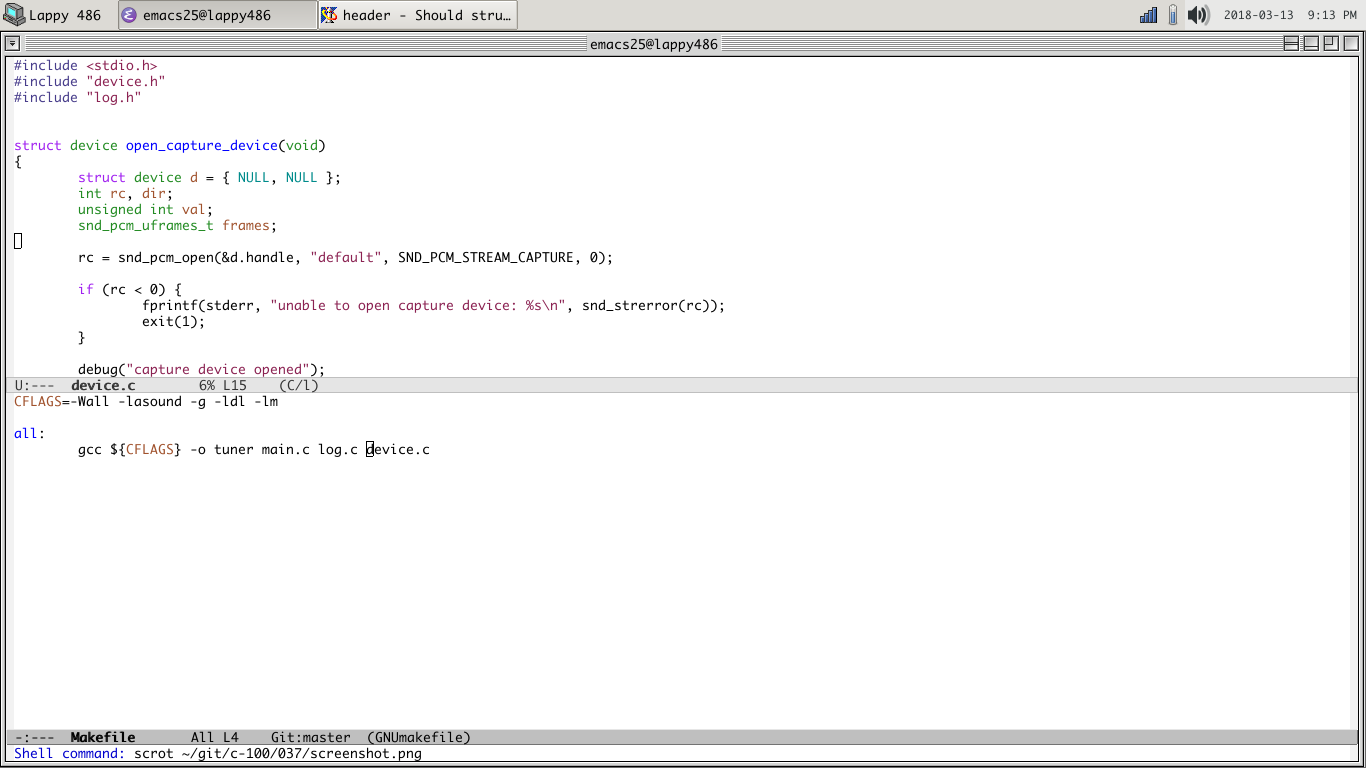 Lappy 486 emacs25@lappy486 header - Should stru... 2018-03-13 9:13 PM
emacs25@lappy486
#include <stdio.h>
#include "device.h"
#include "log.h"
struct device open_capture_device(void)
{
        struct device d = { NULL, NULL };
        int rc, dir;
        unsigned int val;
        snd_pcm_uframes_t frames;
        rc = snd_pcm_open(&d.handle, "default", SND_PCM_STREAM_CAPTURE, 0);
        if (rc < 0) {
                fprintf(stderr, "unable to open capture device: %s\n", snd_strerror(rc));
                exit(1);
        }
        debug("capture device opened");
U:---  device.c        6% L15    (C/l)
CFLAGS=-Wall -lasound -g -ldl -lm
all:
        gcc ${CFLAGS} -o tuner main.c log.c device.c
-:---  Makefile       All L4    Git:master  (GNUmakefile)
Shell command: scrot ~/git/c-100/037/screenshot.png